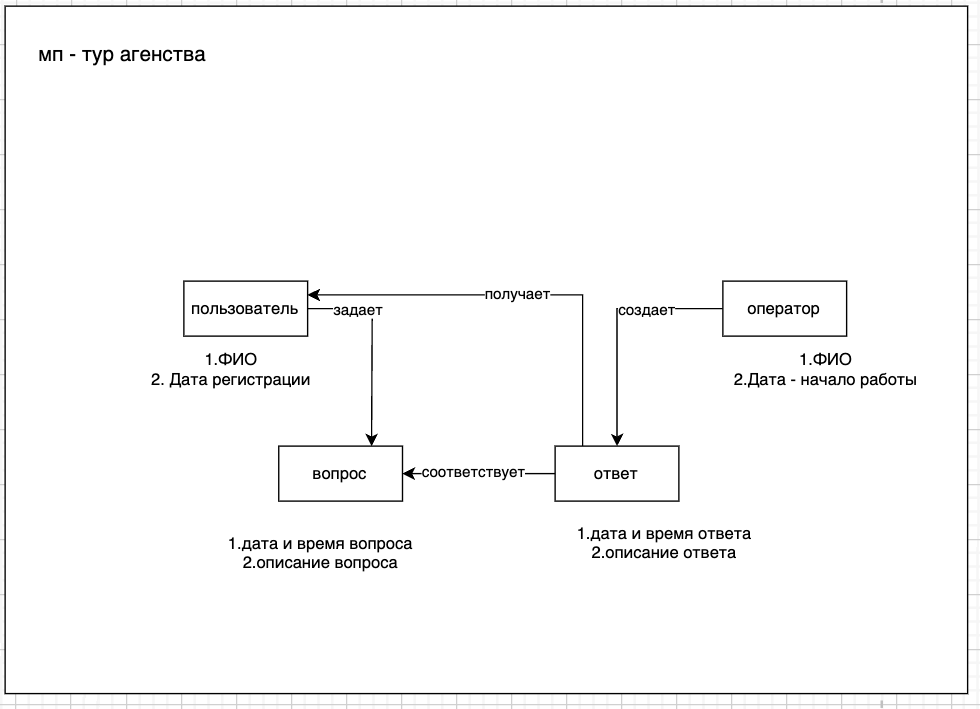 мп - тур агенства
получает
пользователь
задает
создает
оператор
1.ФИО
2. Дата регистрации
1.ФИО
2.Дата - начало работы
вопрос
соответствует
ответ
1.дата и время вопроса
2.описание вопроса
1.дата и время ответа
2.описание ответа